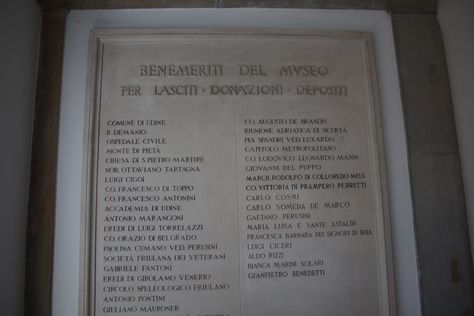 BENEMERITI DEL MVSEO
PER LASCITI · DONAZIONI · DEPOSITI
COMUNE DI UDINE
R. DEMANIO
OSPEDALE CIVILE
MONTE DI PIETÀ
CHIESA DI S. PIETRO MARTIRE
NOB. OTTAVIANO TARTAGNA
LUIGI CIGOI
CO. FRANCESCO DI TOPPO
CO. FRANCESCO ANTONINI
ACCADEMIA DI UDINE
ANTONIO MARANGONI
EREDI DI LUIGI TORRELAZZI
CO. ORAZIO DI BELGRADO
PAOLINA CUMANO VED. PERUSINI
SOCIETÀ FRIULANA DEI VETERANI
GABRIELE FANTONI
EREDI DI GIROLAMO VENERIO
CIRCOLO SPELEOLOGICO FRIULANO
ANTONIO PONTINI
GIULIANO MAURONER
CO. AUGUSTO DE BRANDIS
RIUNIONE ADRIATICA DI SICURTÀ
PIA SPANDRI VED. LUXARDO
CAPITOLO METROPOLITANO
CO. LODOVICO LEONARDO MANIN
GIOVANNI DEL PUPPO
MARCH. RODOLFO DI COLLOREDO MELS
CO. VITTORIA DI PRAMPERO PERRETTI
CARLO COSMI
CARLO SOMEDA DE MARCO
GAETANO PERUSINI
MARIA LUISA E SANTE ASTALDI
FRANCESCA BARNABA DEI SIGNORI DI BUIA
LUIGI CICERI
ALDO RIZZI
BIANCA MARINI SOLARI
GIANPIETRO BENEDETTI